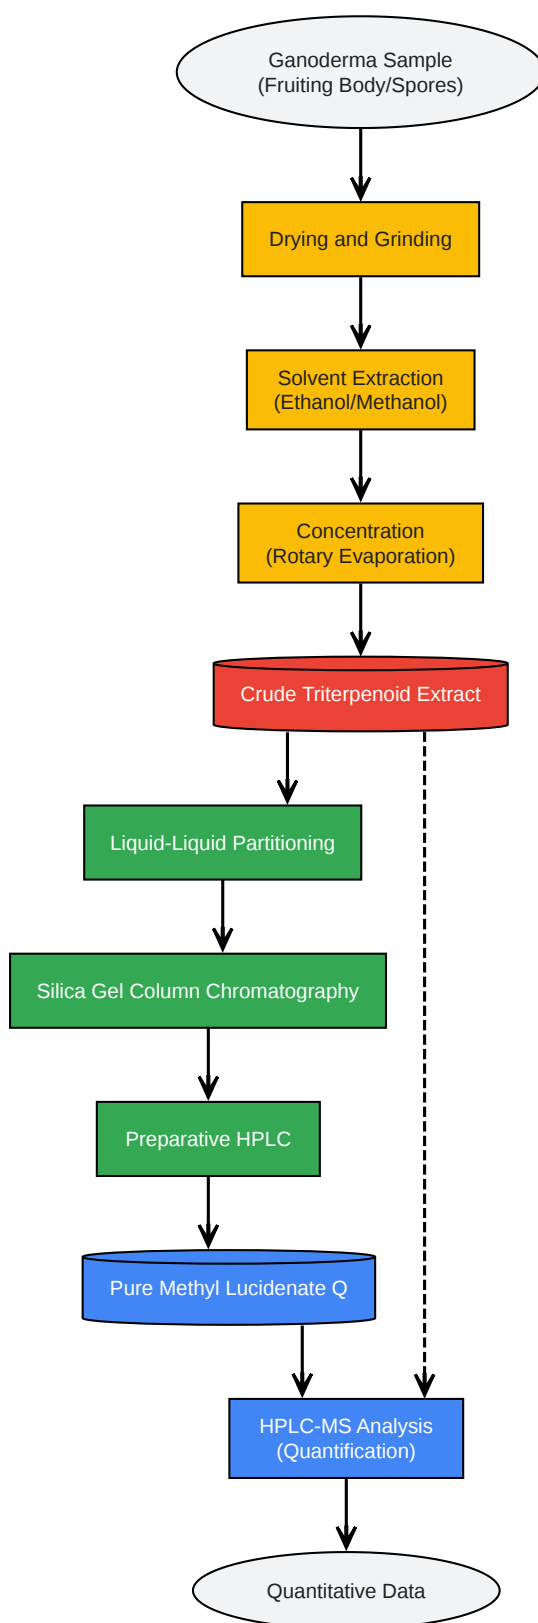 Ganoderma Sample
(Fruiting Body/Spores)
Drying and Grinding
Solvent Extraction
(Ethanol/Methanol)
Concentration
(Rotary Evaporation)
Crude Triterpenoid Extract
Liquid-Liquid Partitioning
Silica Gel Column Chromatography
Preparative HPLC
Pure Methyl Lucidenate Q
HPLC-MS Analysis
(Quantification)
Quantitative Data